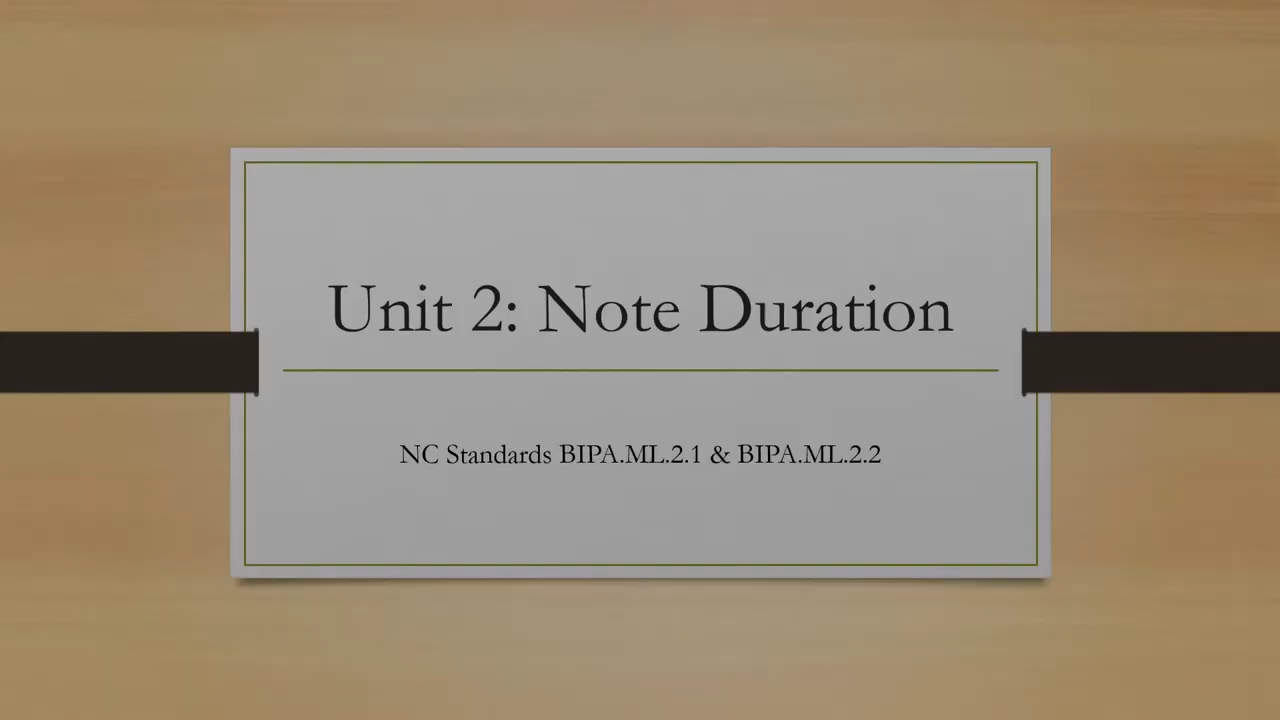 Unit 2: Note Duration
NC Standards BIPA.ML.2.1 & BIPA.ML.2.2